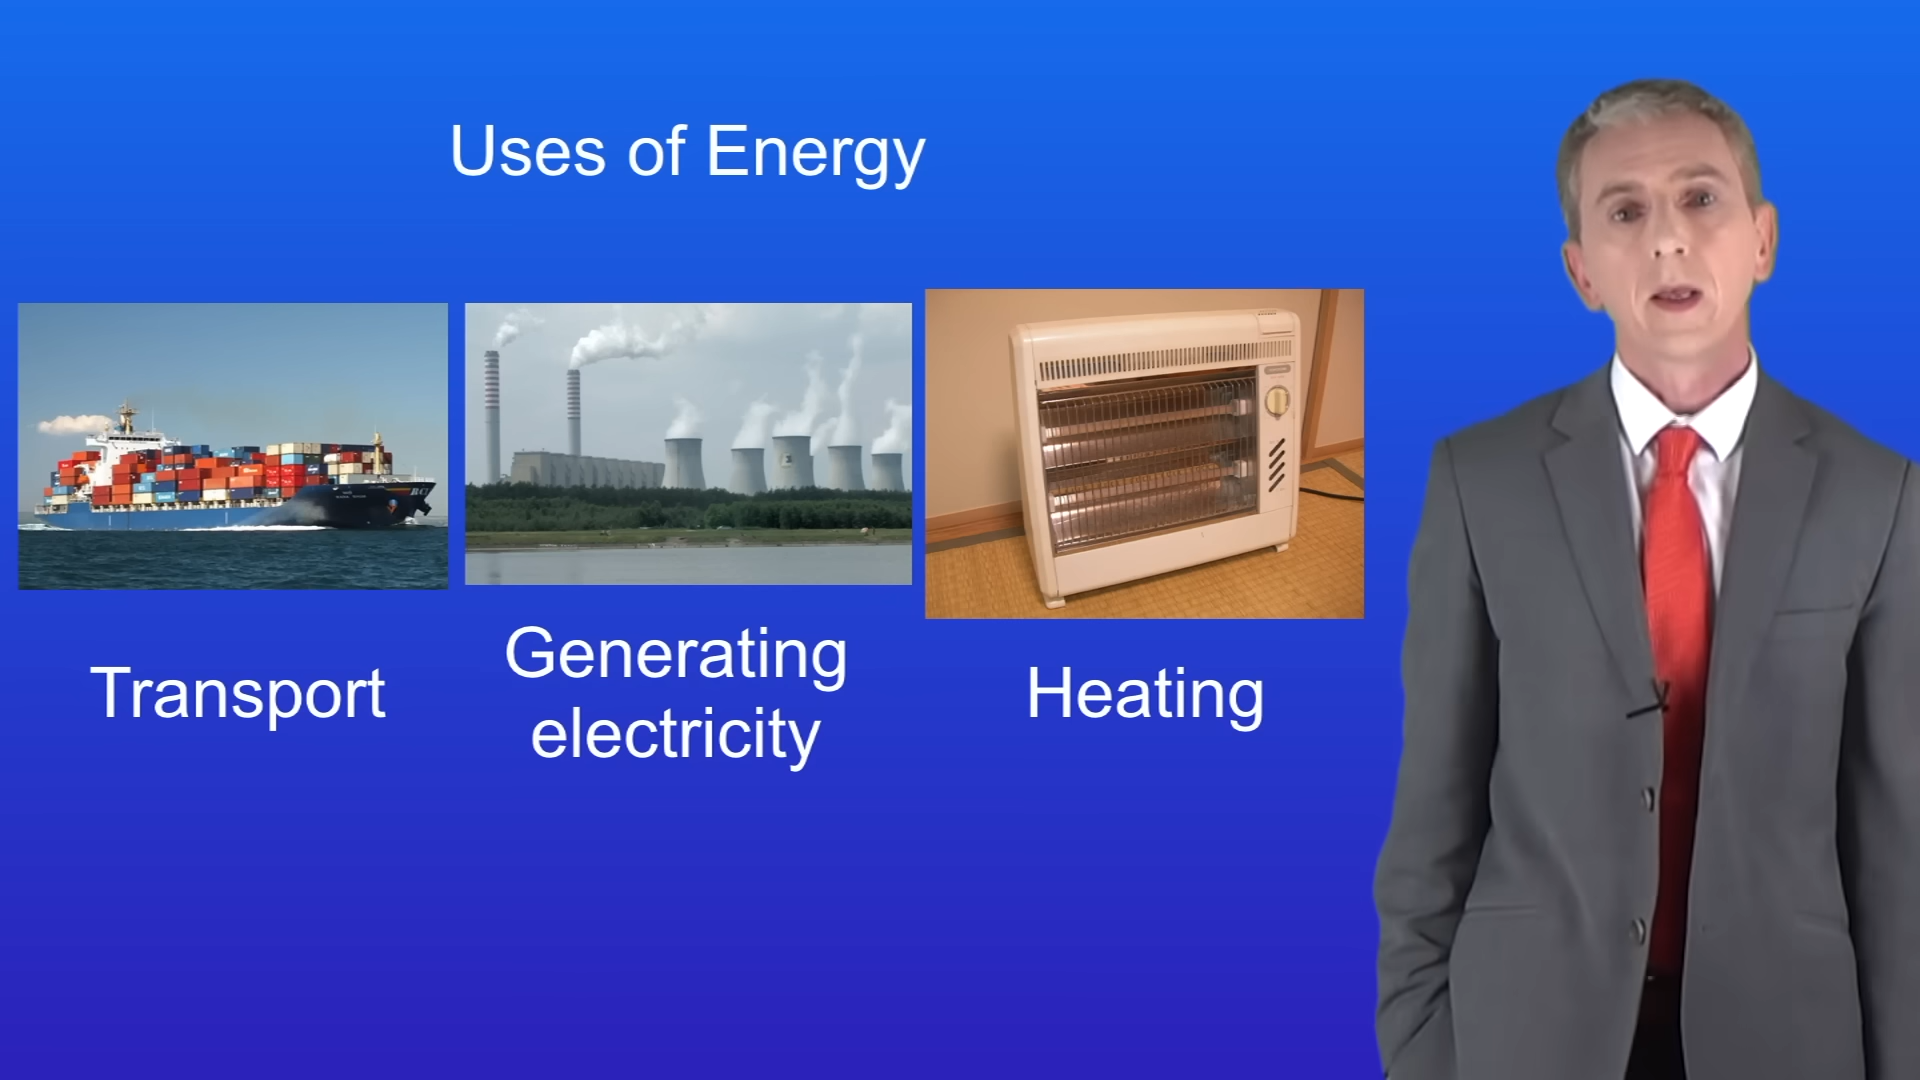 Uses of Energy
Transport
Generating
electricity
Heating